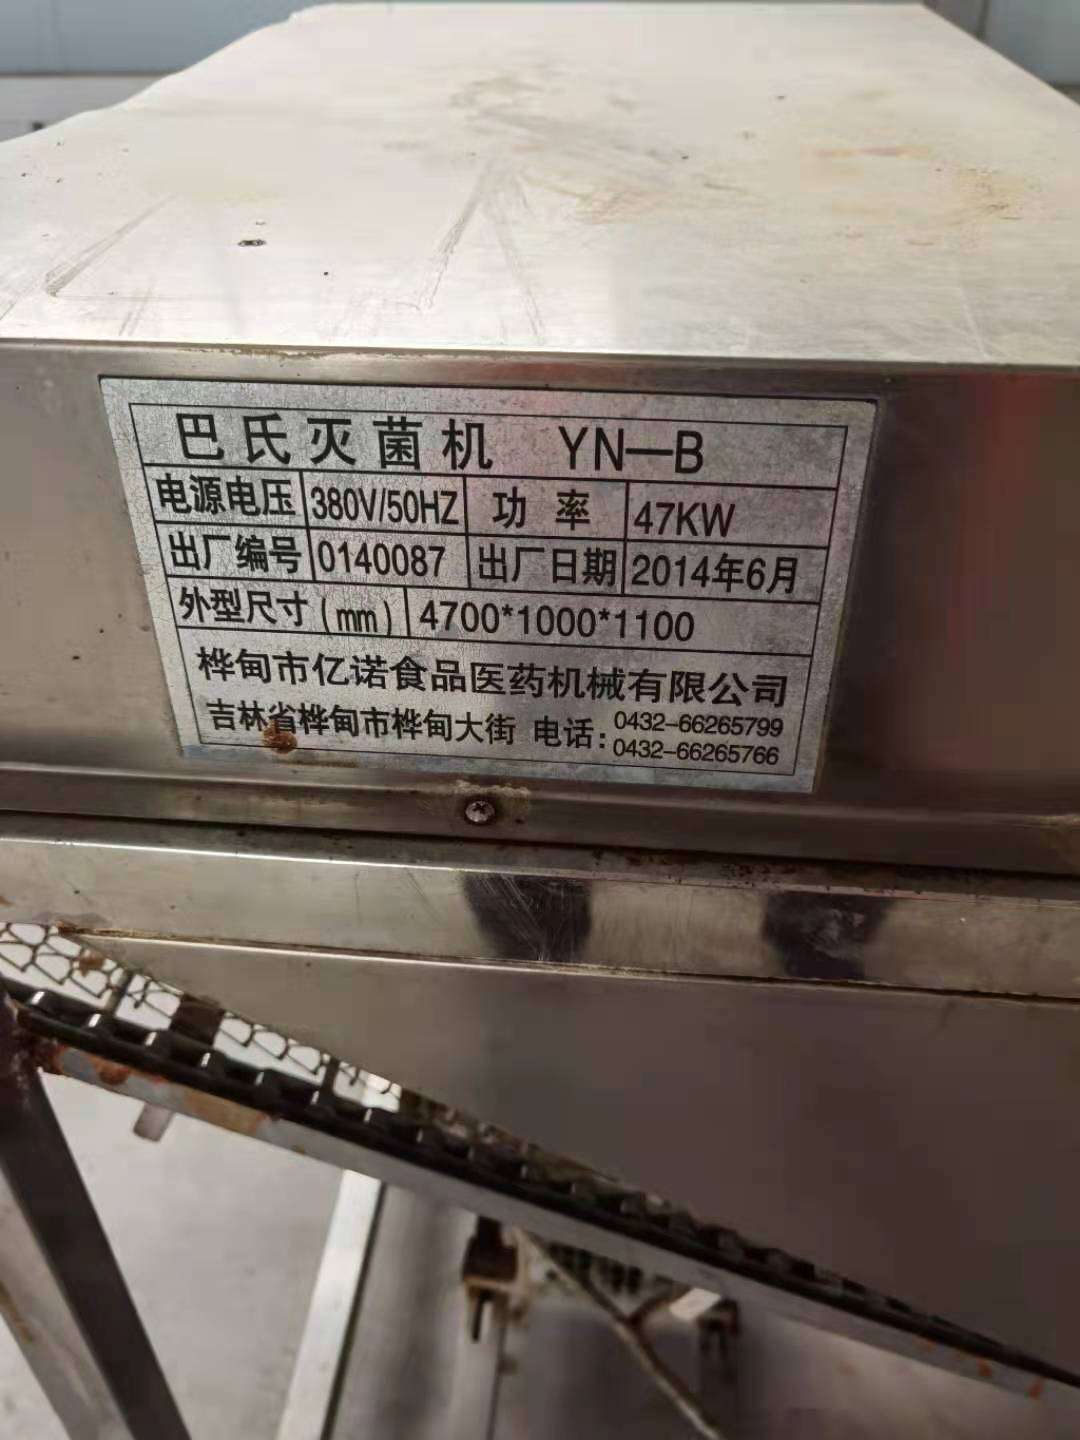 巴氏灭菌机 YN—B
电源电压 380V/50HZ 功率 47KW
出厂编号 0140087 出厂日期 2014年6月
外型尺寸(mm) 4700*1000*1100
桦甸市亿诺食品医药机械有限公司
吉林省桦甸市桦甸大街 电话: 0432-66265799
0432-66265766